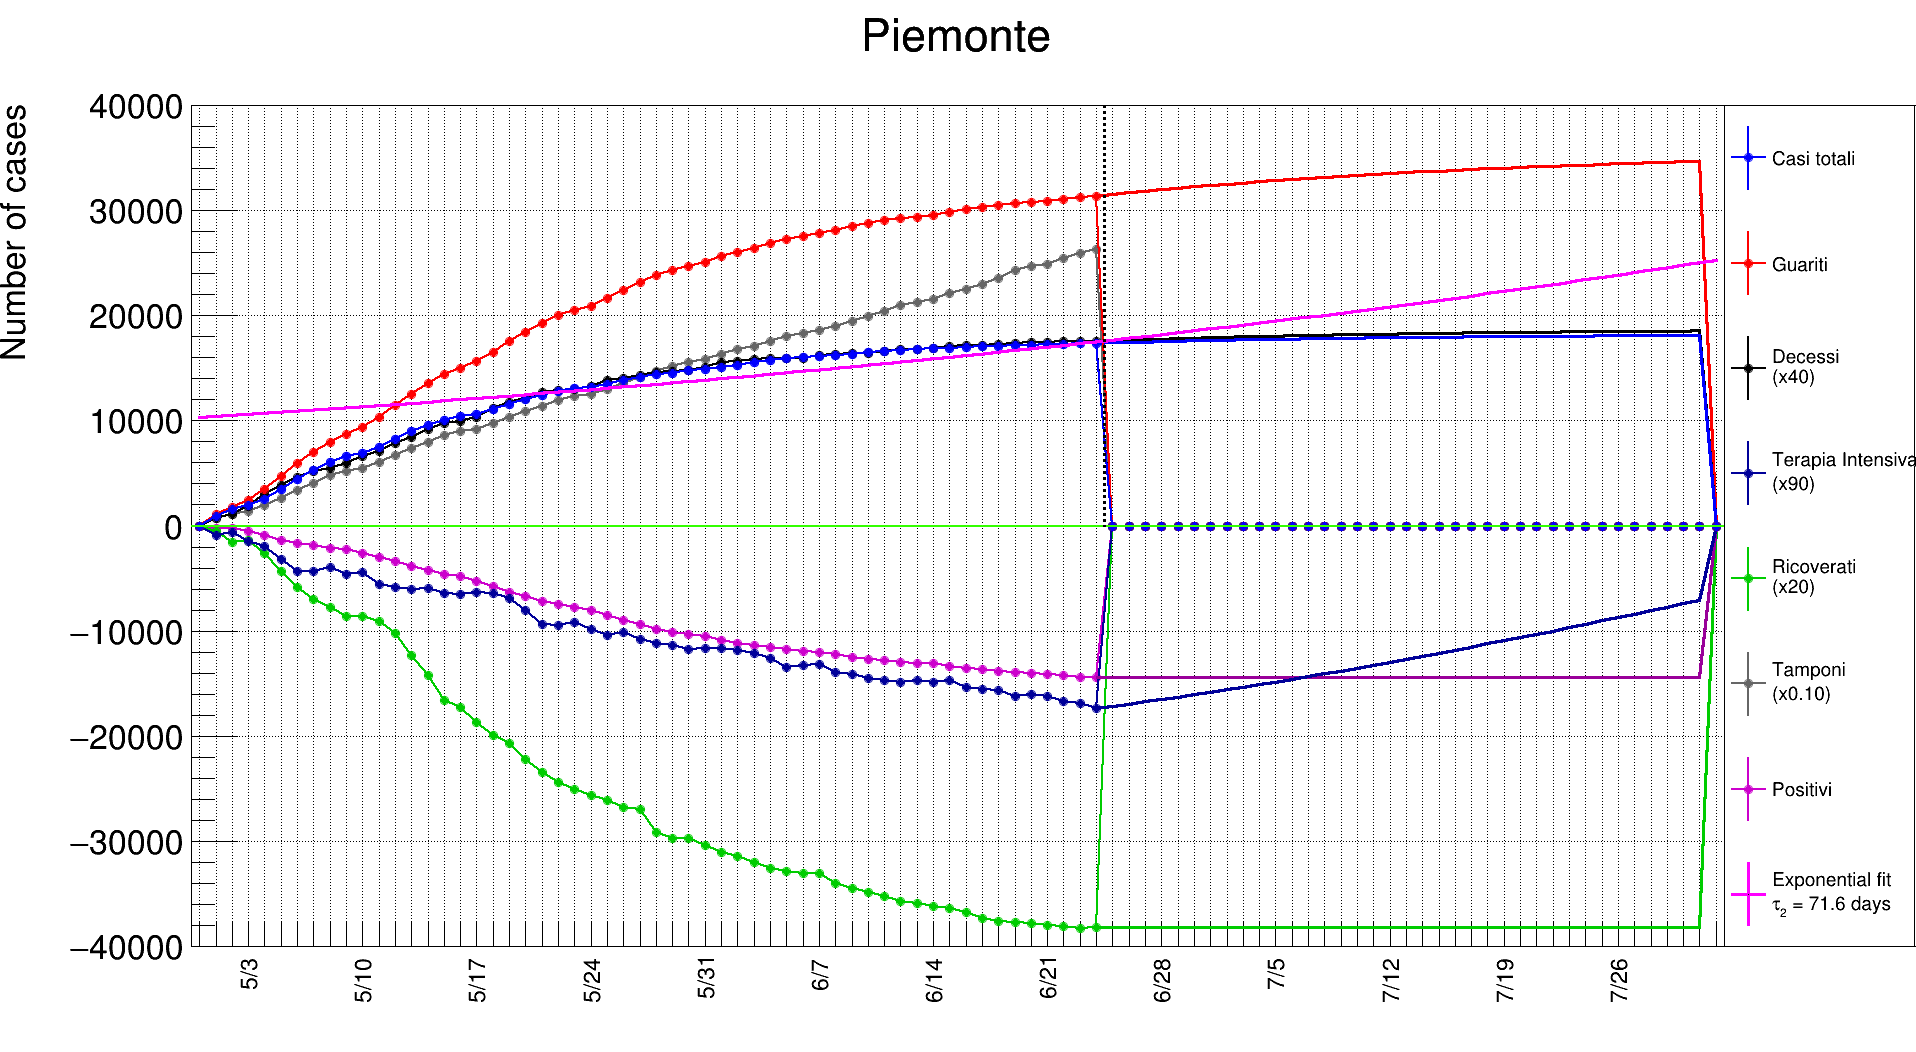 Piemonte
Number of cases
40000
30000
20000
10000
0
−10000
−20000
−30000
−40000
5/3
5/10
5/17
5/24
5/31
6/7
6/14
6/21
6/28
7/5
7/12
7/19
7/26
Casi totali
Guariti
Decessi
(x40)
Terapia Intensiva
(x90)
Ricoverati
(x20)
Tamponi
(x0.10)
Positivi
Exponential fit
τ₂ = 71.6 days